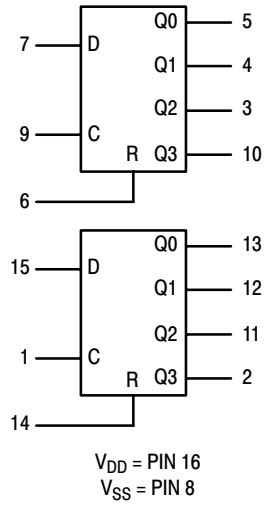 Q0 5
7 D
Q1 4
Q2 3
9 C
R Q3 10
6
Q0 13
15 D
Q1 12
Q2 11
1 C
R Q3 2
14
VDD = PIN 16
VSS = PIN 8